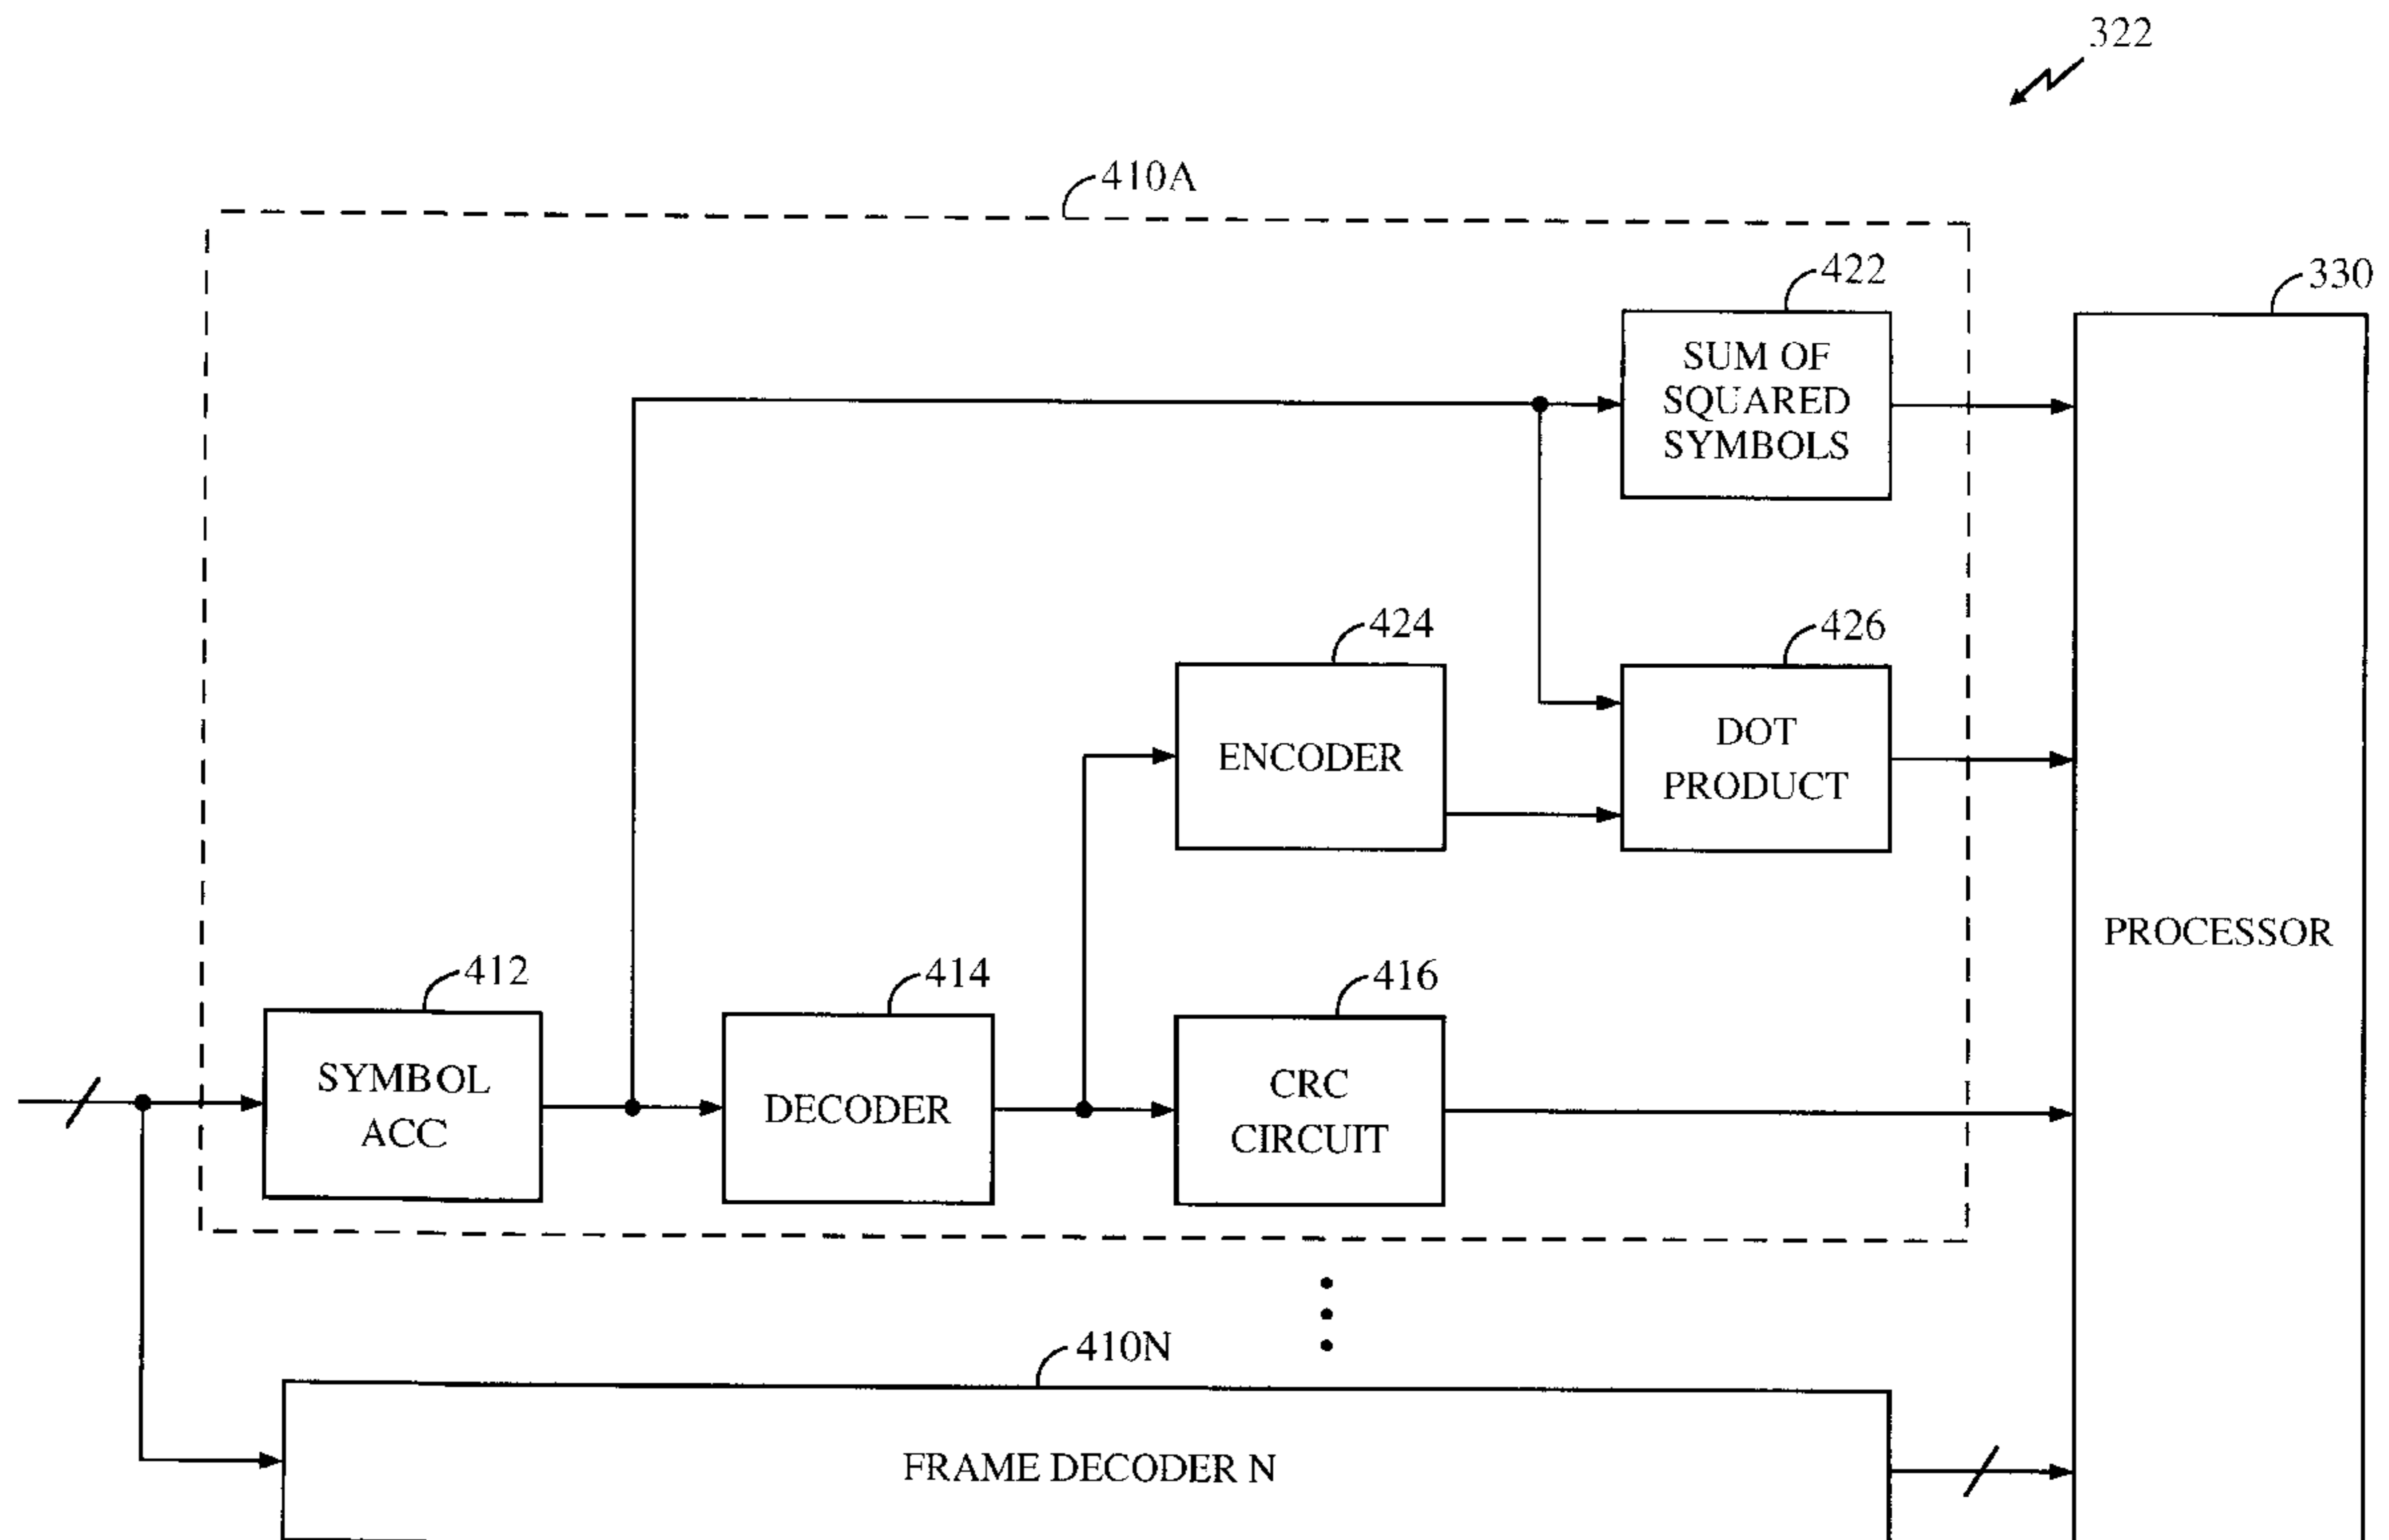 322
410A
422
330
SUM OF
SQUARED
SYMBOLS
424
426
ENCODER
DOT
PRODUCT
PROCESSOR
412
414
416
SYMBOL
ACC
DECODER
CRC
CIRCUIT
410N
FRAME DECODER N